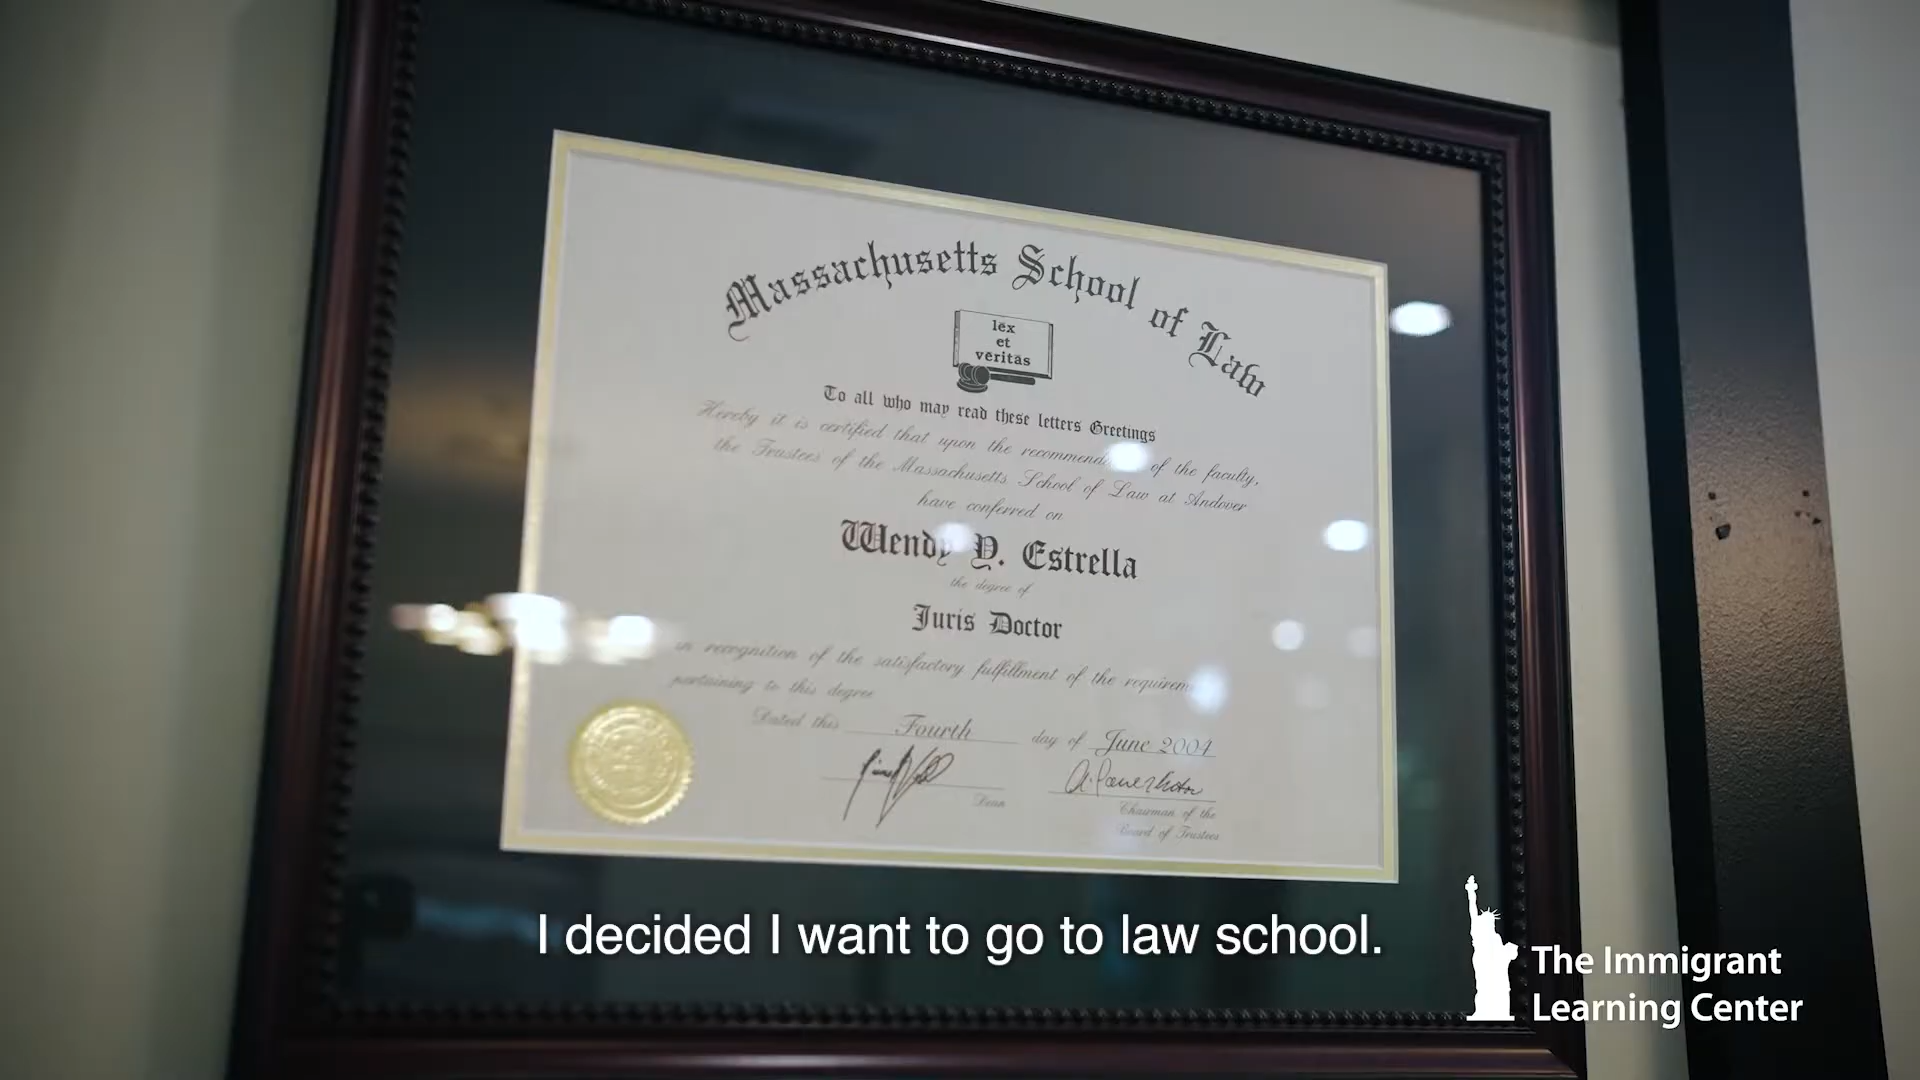 Massachusetts School of Law
lex
et
veritas
To all who may read these letters Greetings
Hereby it is certified that upon the recommend of the faculty,
the Trustees of the Massachusetts School of Law at Andover
have conferred on
Wendy Y. Estrella
the degree of
Juris Doctor
in recognition of the satisfactory fulfillment of the requirem
pertaining to this degree
Dated this Fourth day of June 2004
Dean
Chairman of the
Board of Trustees
I decided I want to go to law school.
The Immigrant
Learning Center